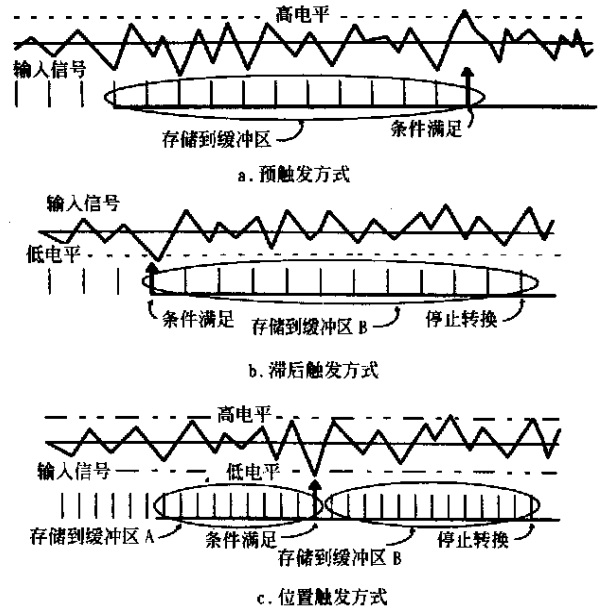 高电平
输入信号
存储到缓冲区
条件满足
a.预触发方式
输入信号
低电平
条件满足
存储到缓冲区 B
停止转换
b.滞后触发方式
高电平
输入信号
低电平
存储到缓冲区 A
条件满足
存储到缓冲区 B
停止转换
c.位置触发方式